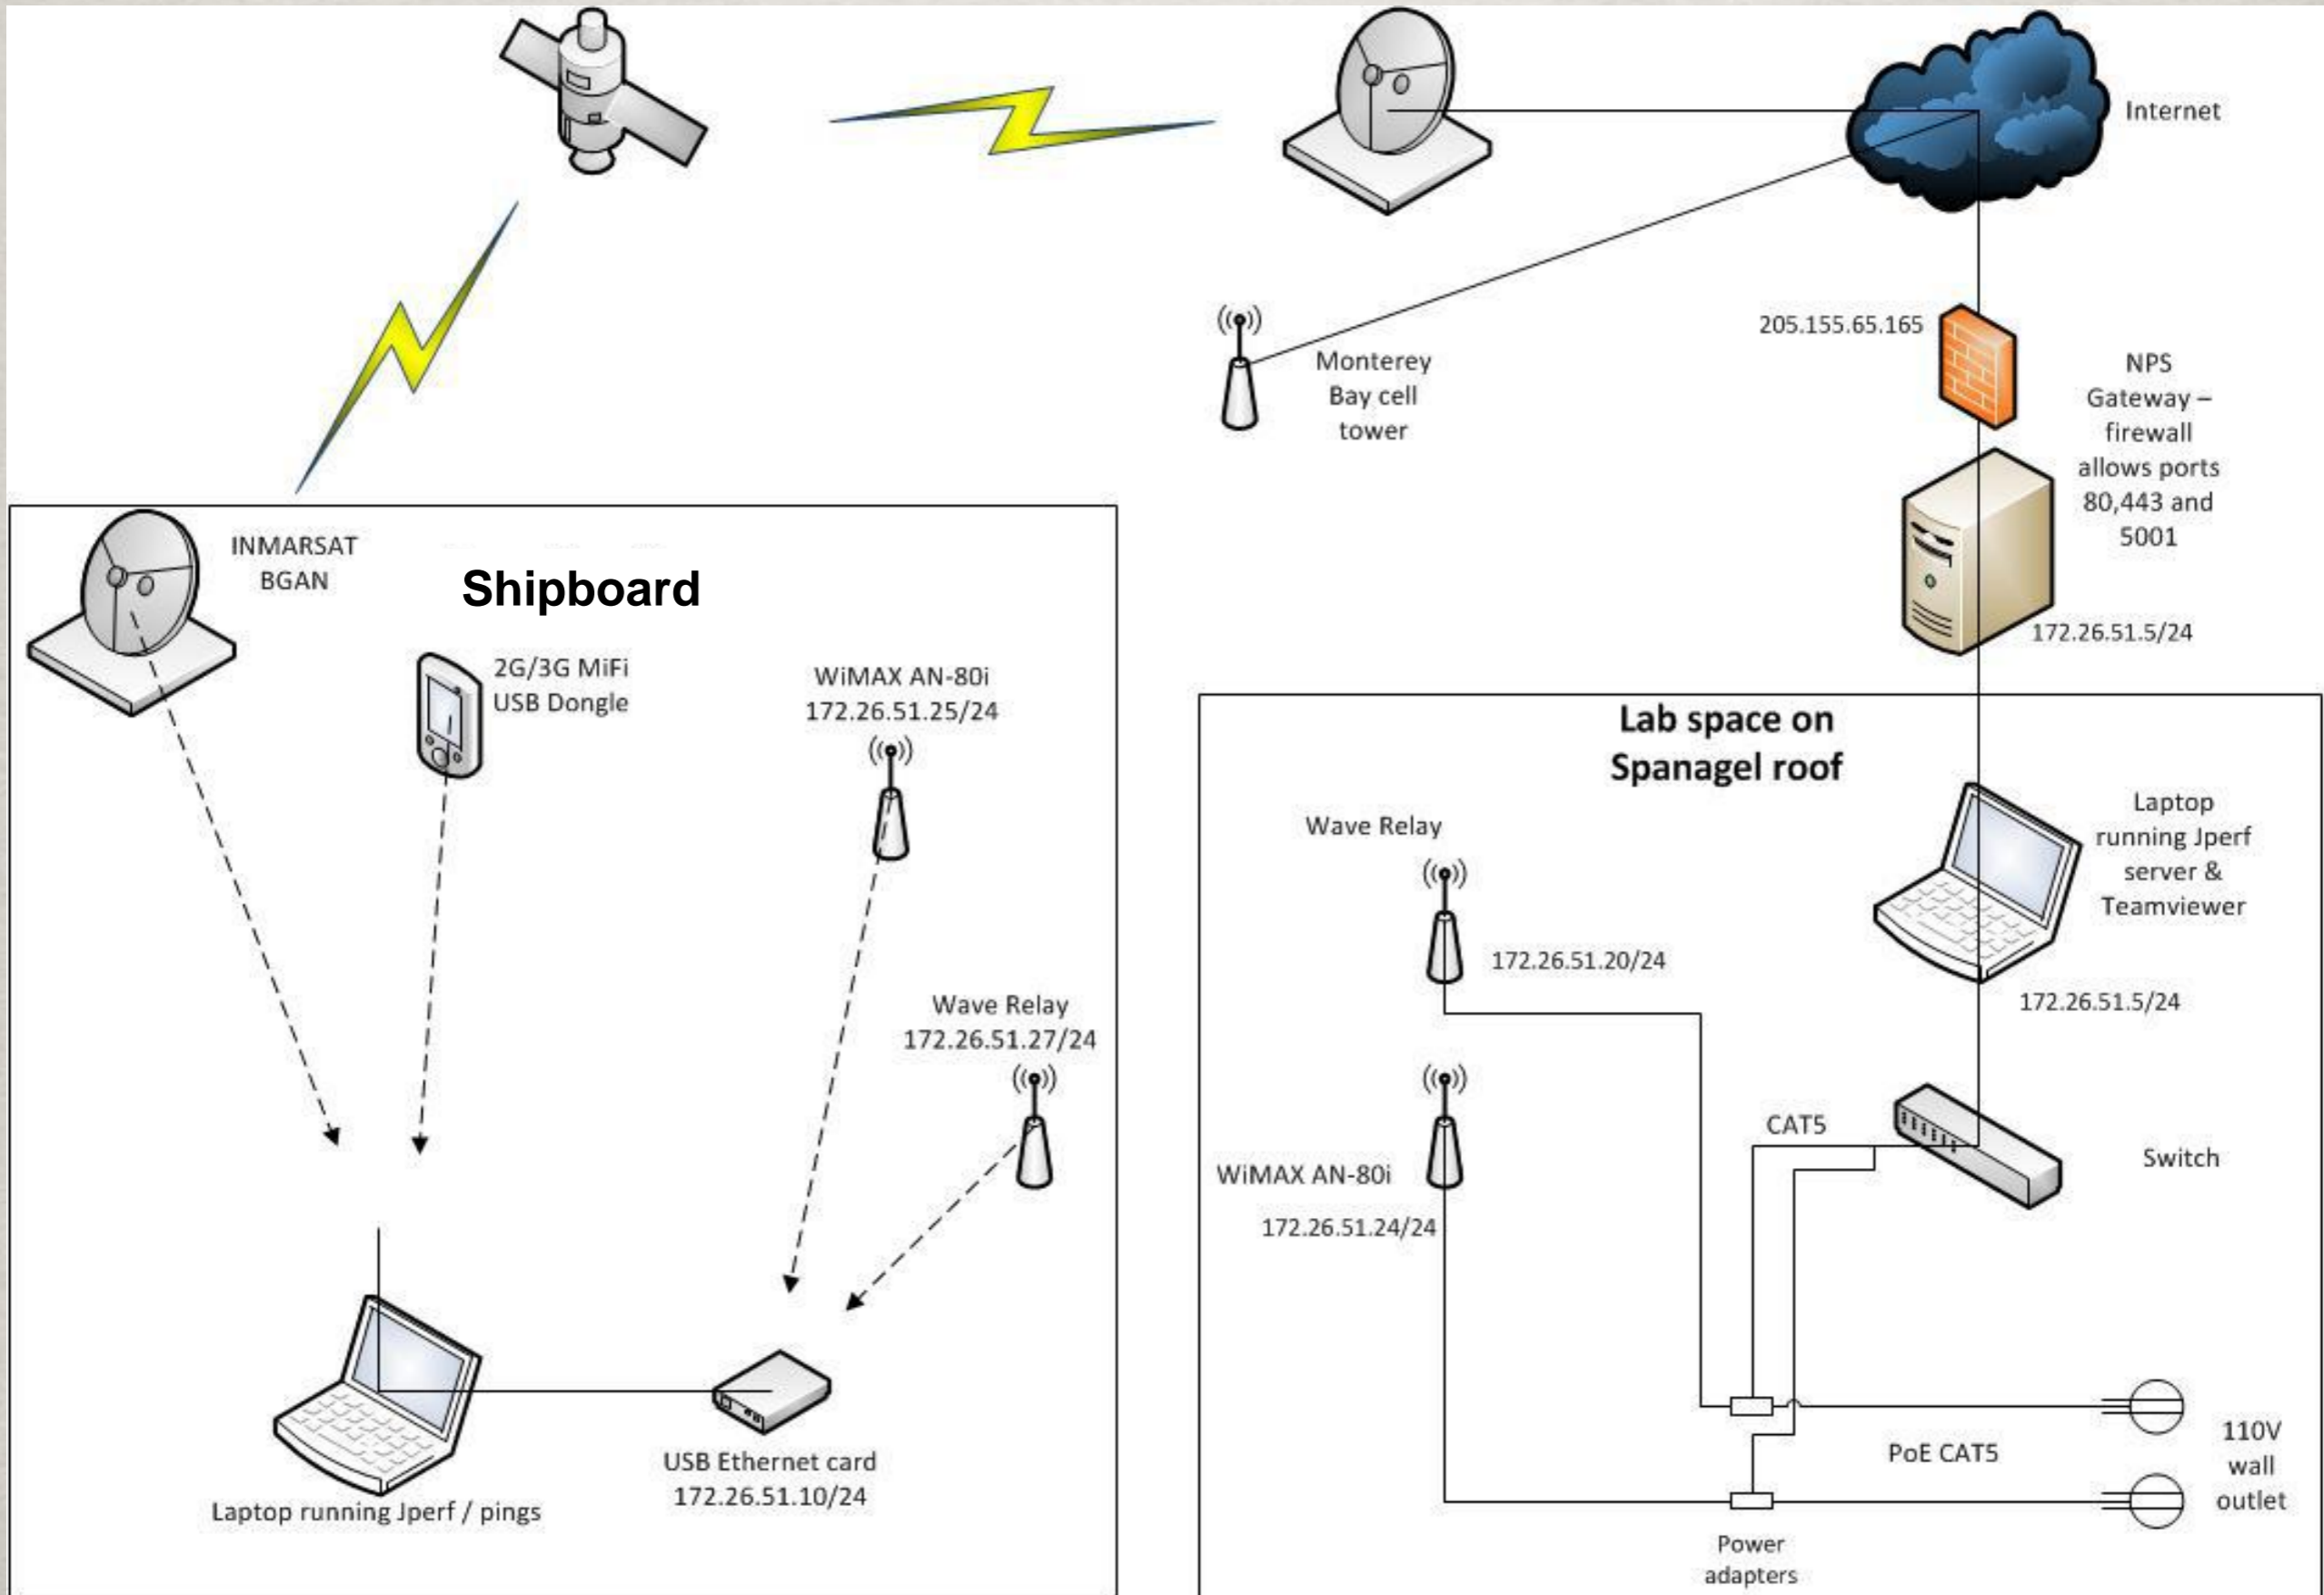 Internet
205.155.65.165
Monterey
Bay cell
tower
NPS
Gateway –
firewall
allows ports
80,443 and
5001
172.26.51.5/24
INMARSAT
BGAN
Shipboard
2G/3G MiFi
USB Dongle
WiMAX AN-80i
172.26.51.25/24
Wave Relay
172.26.51.27/24
USB Ethernet card
172.26.51.10/24
Laptop running Jperf / pings
Lab space on
Spanagel roof
Wave Relay
172.26.51.20/24
Laptop
running Jperf
server &
Teamviewer
172.26.51.5/24
WiMAX AN-80i
172.26.51.24/24
CAT5
Switch
PoE CAT5
110V
wall
outlet
Power
adapters